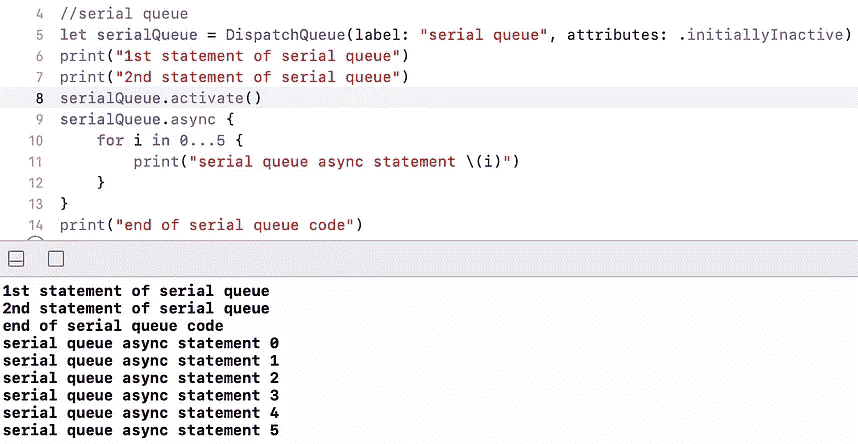 4 //serial queue
5 let serialQueue = DispatchQueue(label: "serial queue", attributes: .initiallyInactive)
6 print("1st statement of serial queue")
7 print("2nd statement of serial queue")
8 serialQueue.activate()
9 serialQueue.async {
10 for i in 0...5 {
11 print("serial queue async statement \(i)")
12 }
13 }
14 print("end of serial queue code")
1st statement of serial queue
2nd statement of serial queue
end of serial queue code
serial queue async statement 0
serial queue async statement 1
serial queue async statement 2
serial queue async statement 3
serial queue async statement 4
serial queue async statement 5